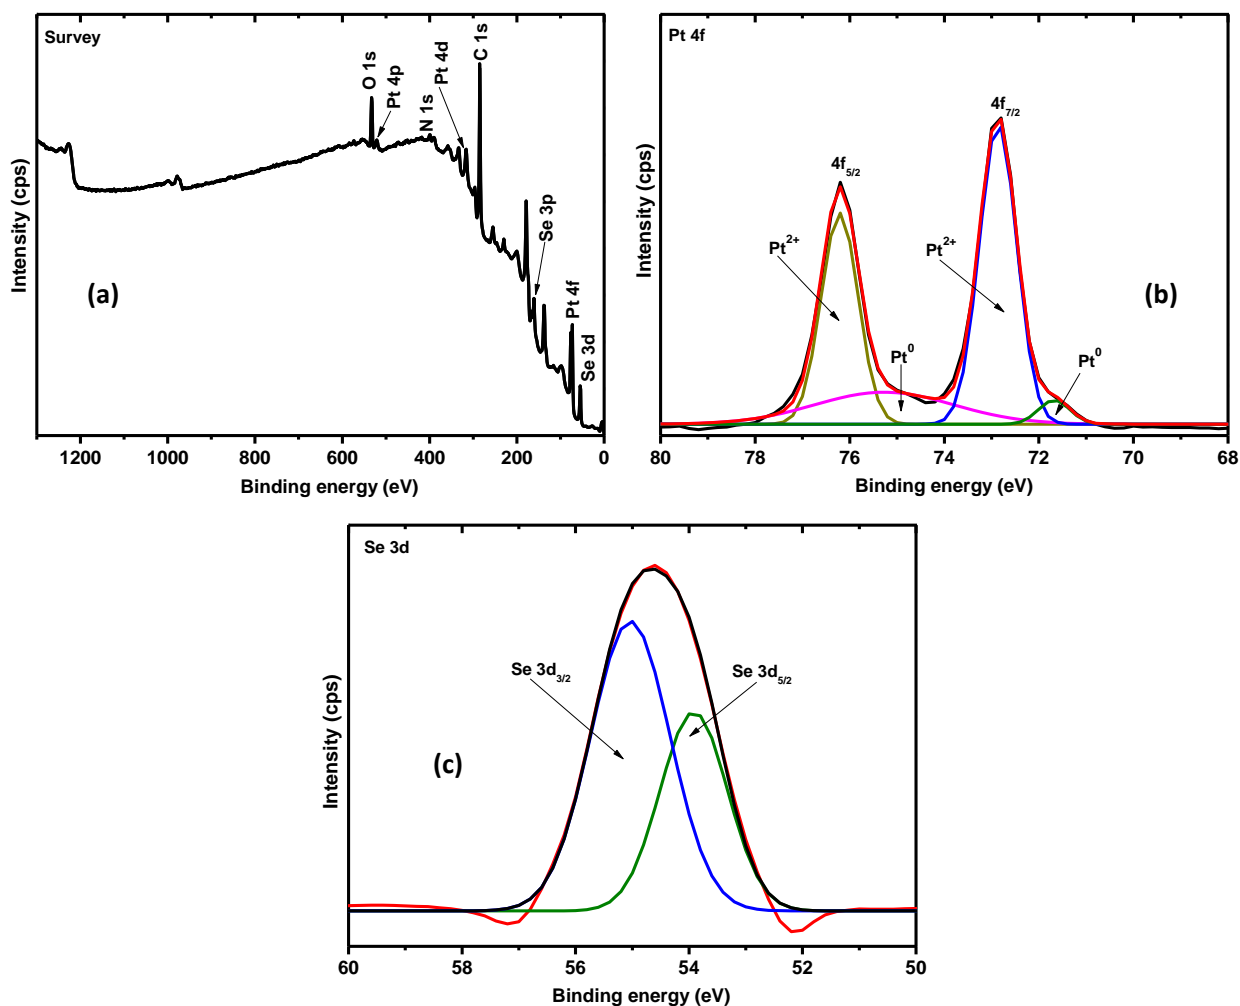 Survey
O 1s
Pt 4p
N 1s
Pt 4d
C 1s
Se 3p
Pt 4f
Se 3d
(a)
Intensity (cps)
1200 1000 800 600 400 200 0
Binding energy (eV)
Pt 4f
4f5/2
4f7/2
Pt2+
Pt2+
Pt0
Pt0
(b)
Intensity (cps)
80 78 76 74 72 70 68
Binding energy (eV)
Se 3d
Se 3d3/2
Se 3d5/2
(c)
Intensity (cps)
60 58 56 54 52 50
Binding energy (eV)